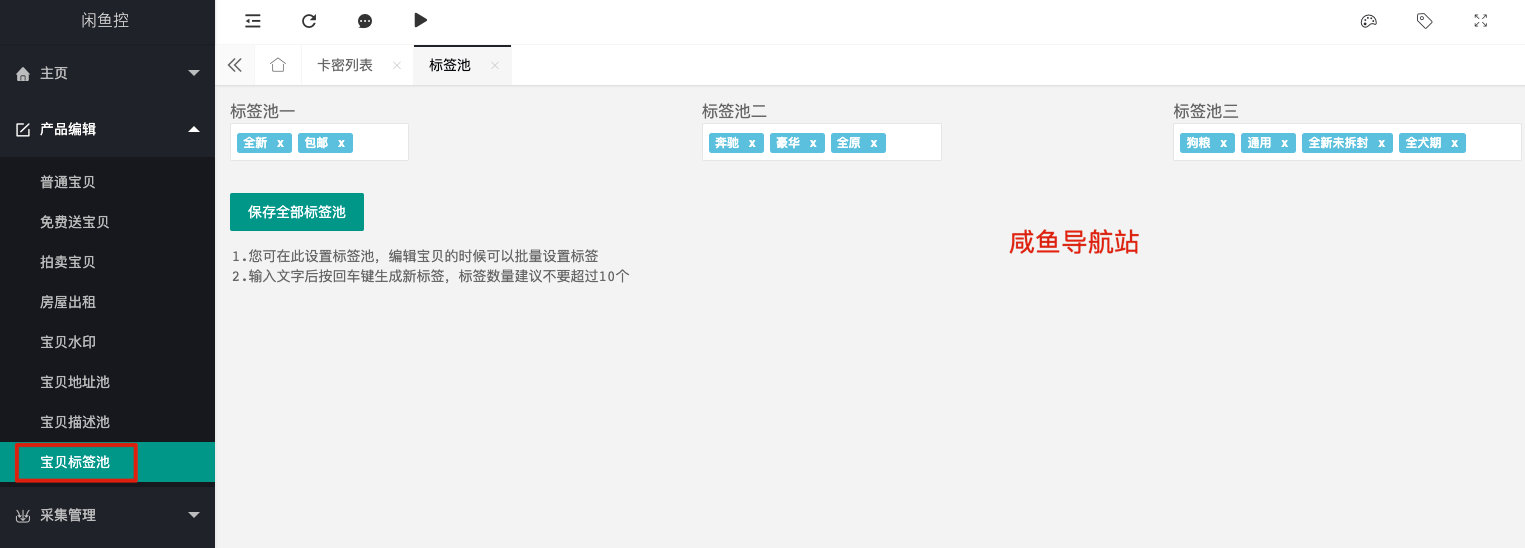 闲鱼控
主页
产品编辑
普通宝贝
免费送宝贝
拍卖宝贝
房屋出租
宝贝水印
宝贝地址池
宝贝描述池
宝贝标签池
采集管理
卡密列表 × 标签池 ×
标签池一 标签池二 标签池三
全新 x 包邮 x 奔驰 x 豪华 x 全原 x 狗粮 x 通用 x 全新未拆封 x 全犬期 x
保存全部标签池
咸鱼导航站
1.您可在此设置标签池，编辑宝贝的时候可以批量设置标签
2.输入文字后按回车键生成新标签，标签数量建议不要超过10个